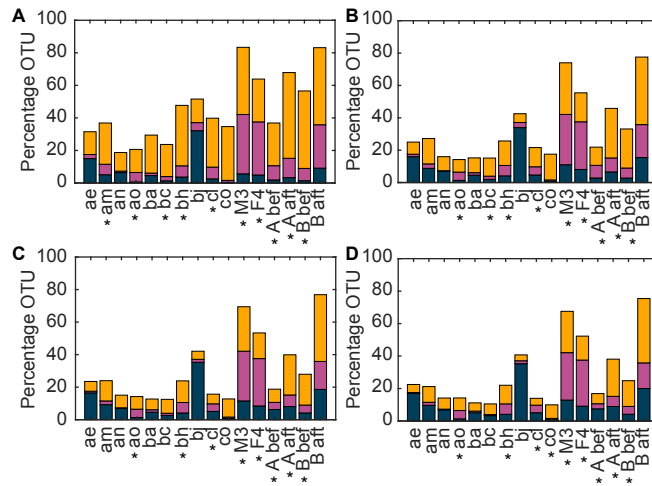 A
Percentage OTU
100
80
60
40
20
0
ae
* am
an
* ao
ba
* bc
* bh
bj
* cl
co
* M3
* F4
* A bef
* A aft
* B bef
B aft
B
Percentage OTU
100
80
60
40
20
0
ae
am
an
* ao
ba
* bc
* bh
bj
* cl
co
* M3
* F4
* A bef
* A aft
* B bef
B aft
C
Percentage OTU
100
80
60
40
20
0
ae
am
an
* ao
ba
bc
* bh
bj
* cl
co
* M3
* F4
* A bef
* A aft
* B bef
B aft
D
Percentage OTU
100
80
60
40
20
0
ae
am
an
* ao
ba
bc
* bh
bj
* cl
* co
* M3
* F4
* A bef
* A aft
* B bef
B aft